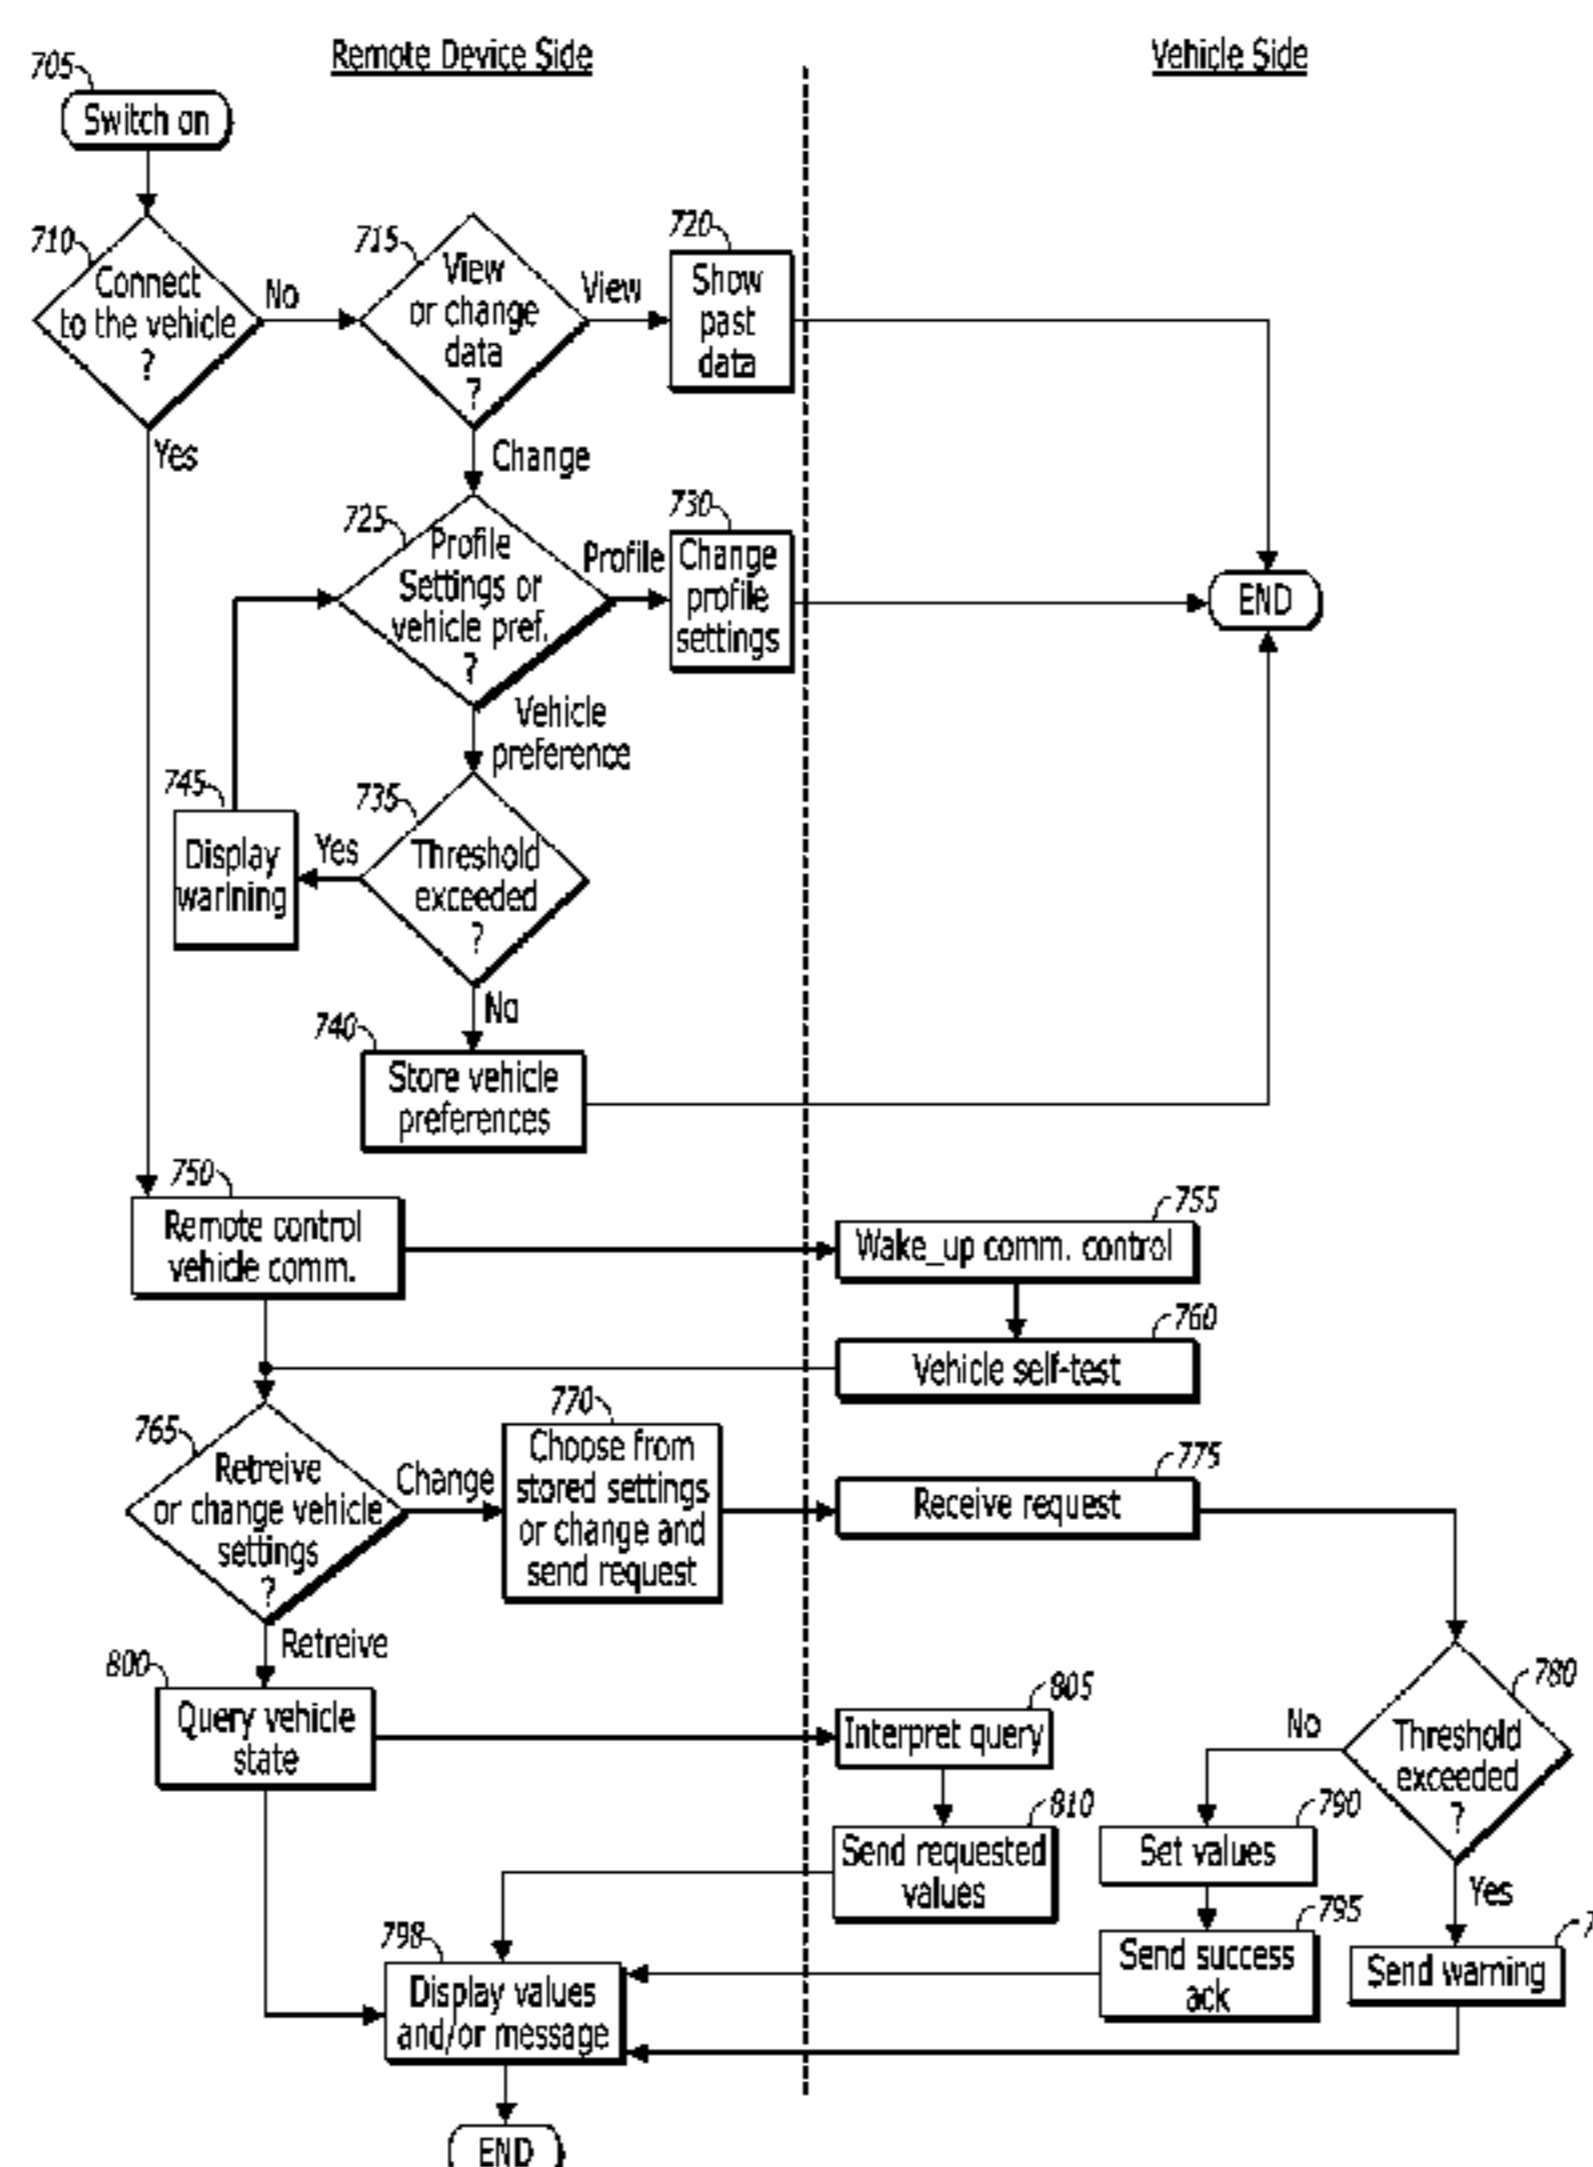 Remote Device Side
Vehicle Side
705
Switch on
710
Connect
to the vehicle
?
No
Yes
715
View
or change
data
?
View
Change
720
Show
past
data
725
Profile
Settings or
vehicle pref.
?
Profile
Vehicle
preference
730
Change
profile
settings
END
735
Threshold
exceeded
?
Yes
No
745
Display
warIning
740
Store vehicle
preferences
750
Remote control
vehicle comm.
755
Wake_up comm. control
760
Vehicle self-test
765
Retreive
or change vehicle
settings
?
Change
Retreive
770
Choose from
stored settings
or change and
send request
775
Receive request
780
Threshold
exceeded
?
No
Yes
800
Query vehicle
state
805
Interpret query
810
Send requested
values
790
Set values
795
Send success
ack
Send warning
798
Display values
and/or message
END